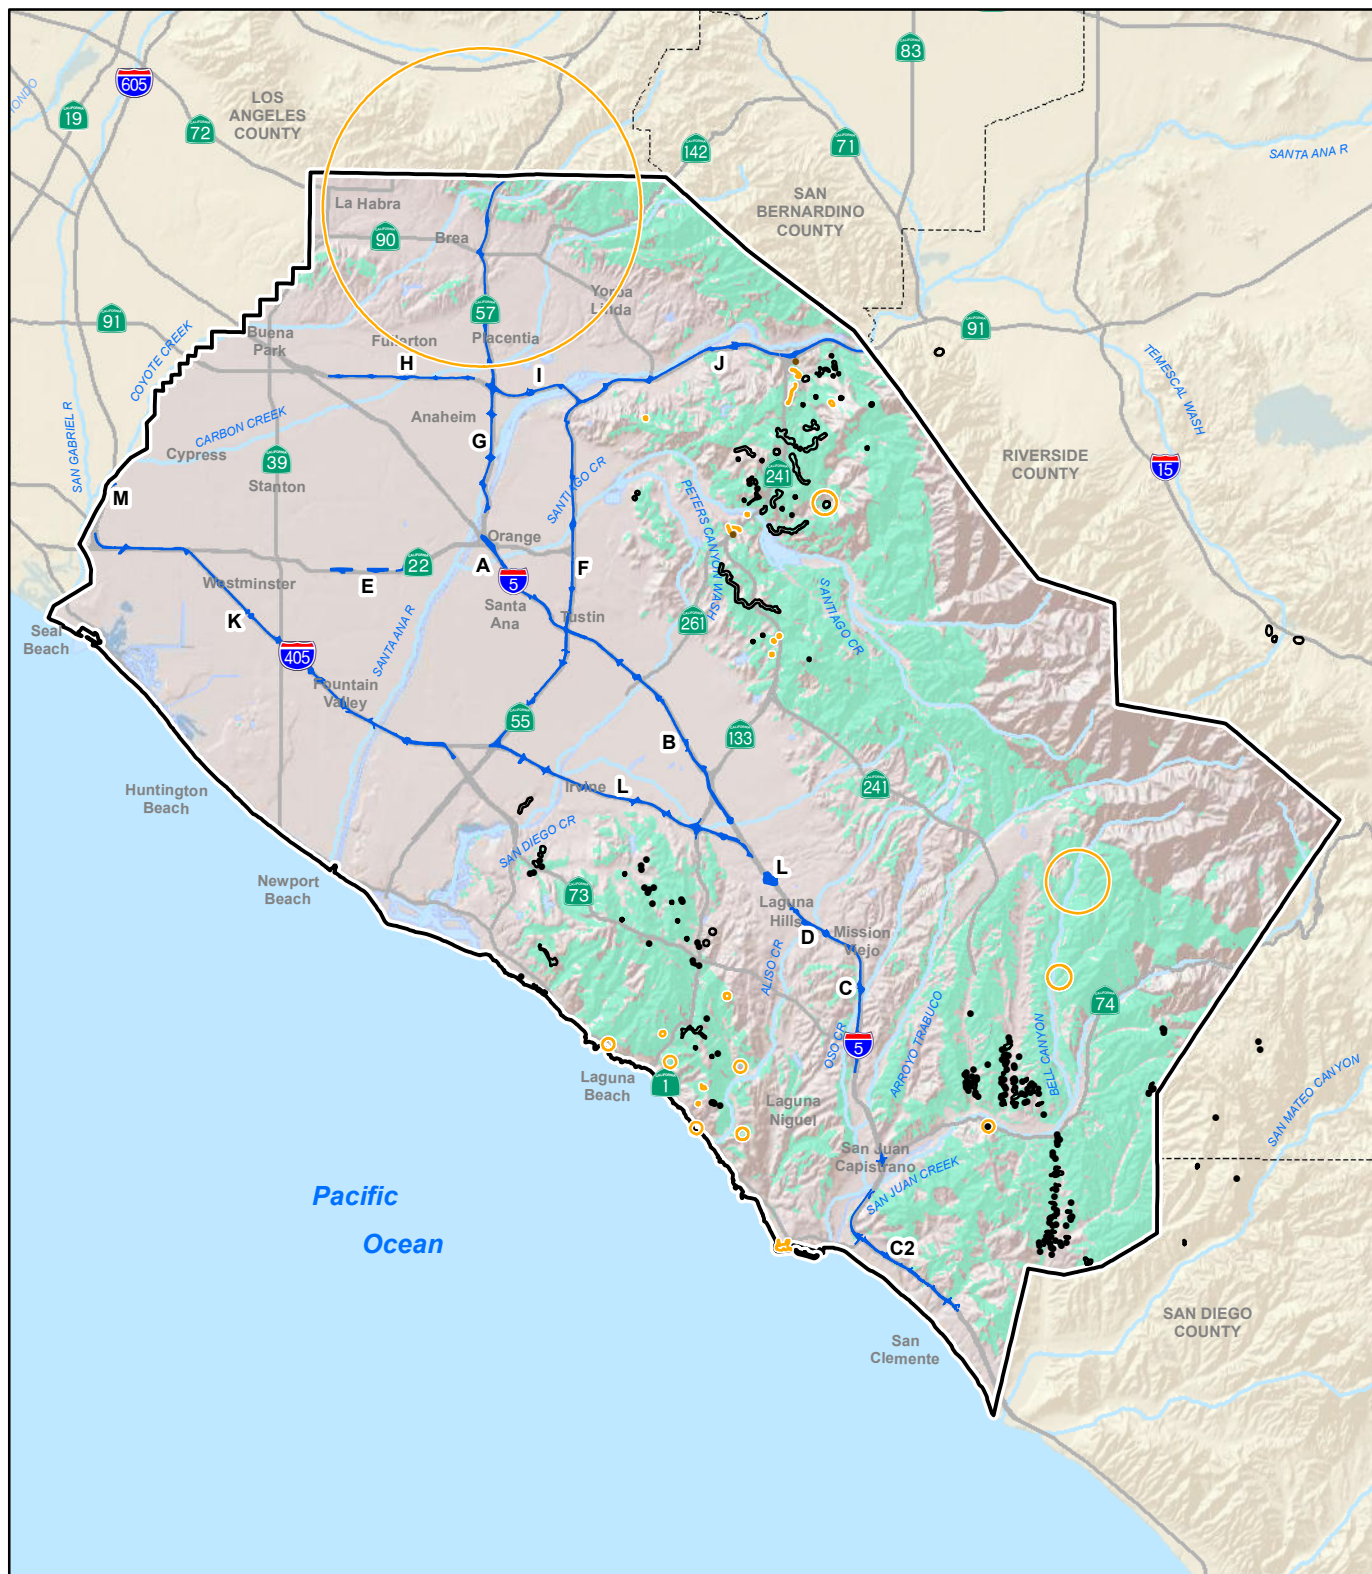 CALIFORNIA
83
605
19
72
LOS
ANGELES
COUNTY
142
71
SANTA ANA R
SAN
BERNARDINO
COUNTY
La Habra
90
Brea
57
Yorba
Linda
91
Buena
Park
Fullerton
Placentia
91
COYOTE CREEK
TEMESCAL WASH
H
I
J
Anaheim
CARBON CREEK
G
Cypress
SAN GABRIEL R
39
Stanton
M
SANTIAGO CR
241
RIVERSIDE
COUNTY
15
PETERS CANYON WASH
Orange
A
22
E
F
5
Westminster
Santa
Ana
Tustin
K
SANTA ANA R
261
SANTIAGO CR
Seal
Beach
405
Fountain
Valley
55
B
133
241
Huntington
Beach
Irvine
L
SAN DIEGO CR
Newport
Beach
73
L
Laguna
Hills
D
Mission
Viejo
ALISO CR
C
ARROYO TRABUCO
74
OSO CR
5
BELL CANYON
Laguna
Beach
1
Laguna
Niguel
SAN MATEO CANYON
San Juan
Capistrano
SAN JUAN CREEK
Pacific
Ocean
C2
SAN DIEGO
COUNTY
San
Clemente